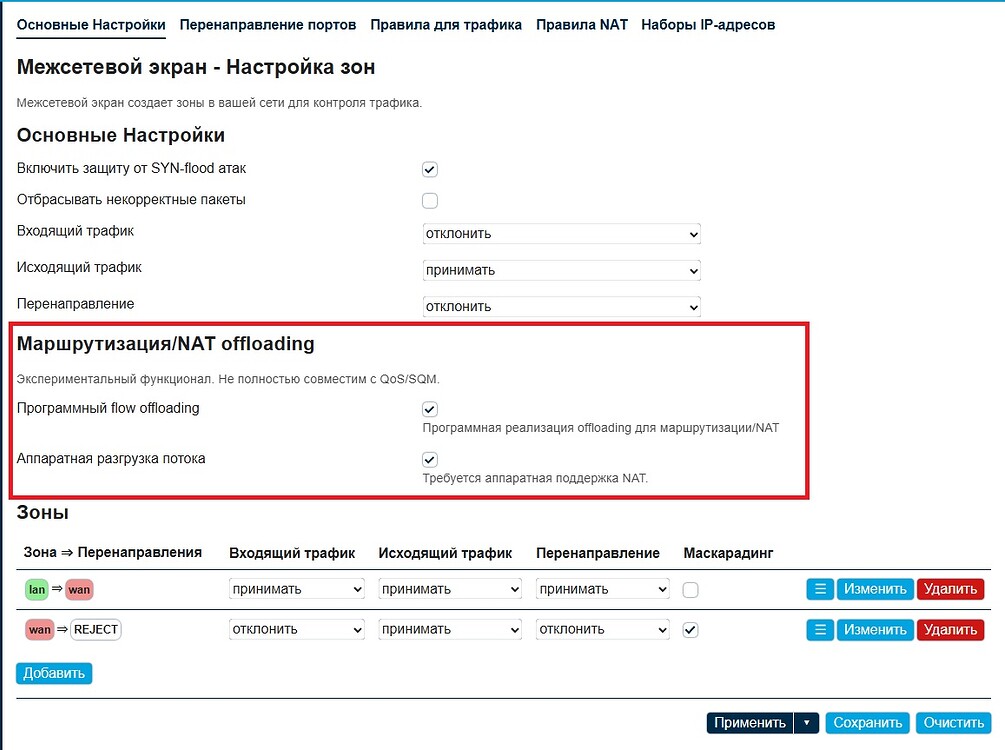 Основные Настройки Перенаправление портов Правила для трафика Правила NAT Наборы IP-адресов
Межсетевой экран - Настройка зон
Межсетевой экран создает зоны в вашей сети для контроля трафика.
Основные Настройки
Включить защиту от SYN-flood атак
Отбрасывать некорректные пакеты
Входящий трафик отклонить
Исходящий трафик принимать
Перенаправление отклонить
Маршрутизация/NAT offloading
Экспериментальный функционал. Не полностью совместим с QoS/SQM.
Программный flow offloading
Программная реализация offloading для маршрутизации/NAT
Аппаратная разгрузка потока
Требуется аппаратная поддержка NAT.
Зоны
Зона ⇒ Перенаправления Входящий трафик Исходящий трафик Перенаправление Маскарадинг
lan ⇒ wan принимать принимать принимать ☰ Изменить Удалить
wan ⇒ REJECT отклонить принимать отклонить ☰ Изменить Удалить
Добавить
Применить Сохранить Очистить